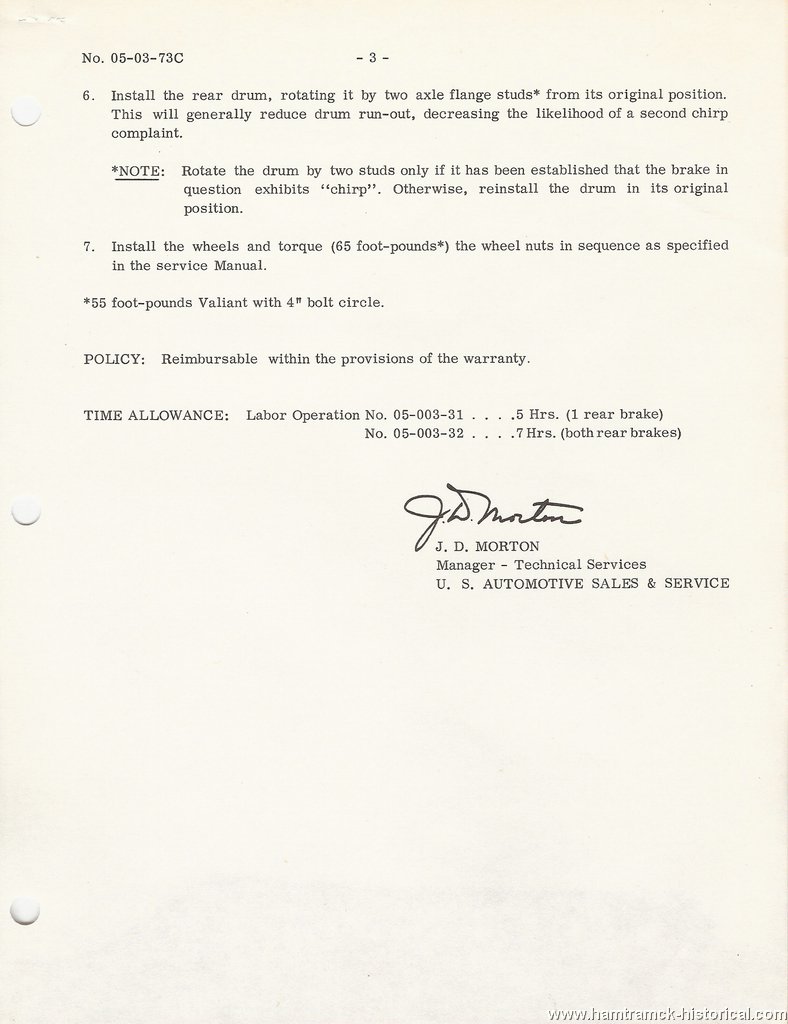 No. 05-03-73C - 3 -
6. Install the rear drum, rotating it by two axle flange studs* from its original position.
This will generally reduce drum run-out, decreasing the likelihood of a second chirp
complaint.
*NOTE: Rotate the drum by two studs only if it has been established that the brake in
question exhibits “chirp”. Otherwise, reinstall the drum in its original
position.
7. Install the wheels and torque (65 foot-pounds*) the wheel nuts in sequence as specified
in the service Manual.
*55 foot-pounds Valiant with 4" bolt circle.
POLICY: Reimbursable within the provisions of the warranty.
TIME ALLOWANCE: Labor Operation No. 05-003-31 . . . .5 Hrs. (1 rear brake)
No. 05-003-32 . . . .7 Hrs. (both rear brakes)
J. D. Morton
J. D. MORTON
Manager - Technical Services
U. S. AUTOMOTIVE SALES & SERVICE
www.hamtramck-historical.com